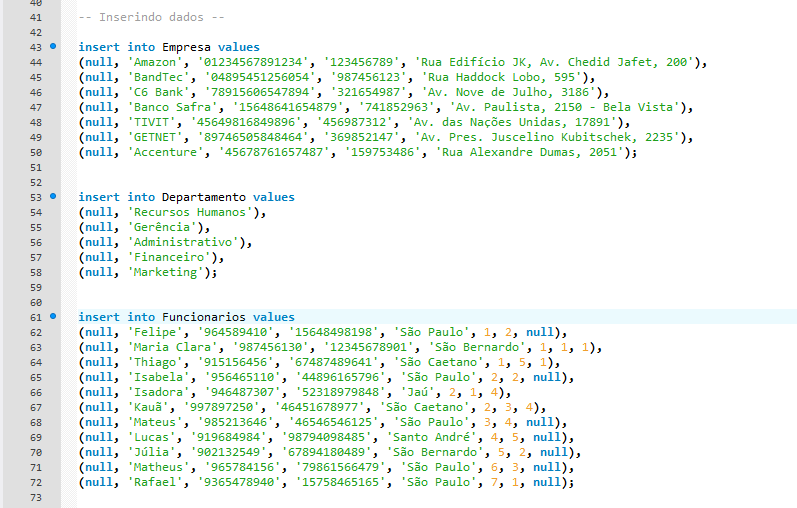 40
41 -- Inserindo dados --
42
43 insert into Empresa values
44 (null, 'Amazon', '01234567891234', '123456789', 'Rua Edifício JK, Av. Chedid Jafet, 200'),
45 (null, 'BandTec', '04895451256054', '987456123', 'Rua Haddock Lobo, 595'),
46 (null, 'C6 Bank', '78915606547894', '321654987', 'Av. Nove de Julho, 3186'),
47 (null, 'Banco Safra', '15648641654879', '741852963', 'Av. Paulista, 2150 - Bela Vista'),
48 (null, 'TIVIT', '45649816849896', '456987312', 'Av. das Nações Unidas, 17891'),
49 (null, 'GETNET', '89746505848464', '369852147', 'Av. Pres. Juscelino Kubitschek, 2235'),
50 (null, 'Accenture', '45678761657487', '159753486', 'Rua Alexandre Dumas, 2051');
51
52
53 insert into Departamento values
54 (null, 'Recursos Humanos'),
55 (null, 'Gerência'),
56 (null, 'Administrativo'),
57 (null, 'Financeiro'),
58 (null, 'Marketing');
59
60
61 insert into Funcionarios values
62 (null, 'Felipe', '964589410', '15648498198', 'São Paulo', 1, 2, null),
63 (null, 'Maria Clara', '987456130', '12345678901', 'São Bernardo', 1, 1, 1),
64 (null, 'Thiago', '915156456', '67487489641', 'São Caetano', 1, 5, 1),
65 (null, 'Isabela', '956465110', '44896165796', 'São Paulo', 2, 2, null),
66 (null, 'Isadora', '946487307', '52318979848', 'Jaú', 2, 1, 4),
67 (null, 'Kauã', '997897250', '46451678977', 'São Caetano', 2, 3, 4),
68 (null, 'Mateus', '985213646', '46546546125', 'São Paulo', 3, 4, null),
69 (null, 'Lucas', '919684984', '98794098485', 'Santo André', 4, 5, null),
70 (null, 'Júlia', '902132549', '67894180489', 'São Bernardo', 5, 2, null),
71 (null, 'Matheus', '965784156', '79861566479', 'São Paulo', 6, 3, null),
72 (null, 'Rafael', '9365478940', '15758465165', 'São Paulo', 7, 1, null);
73